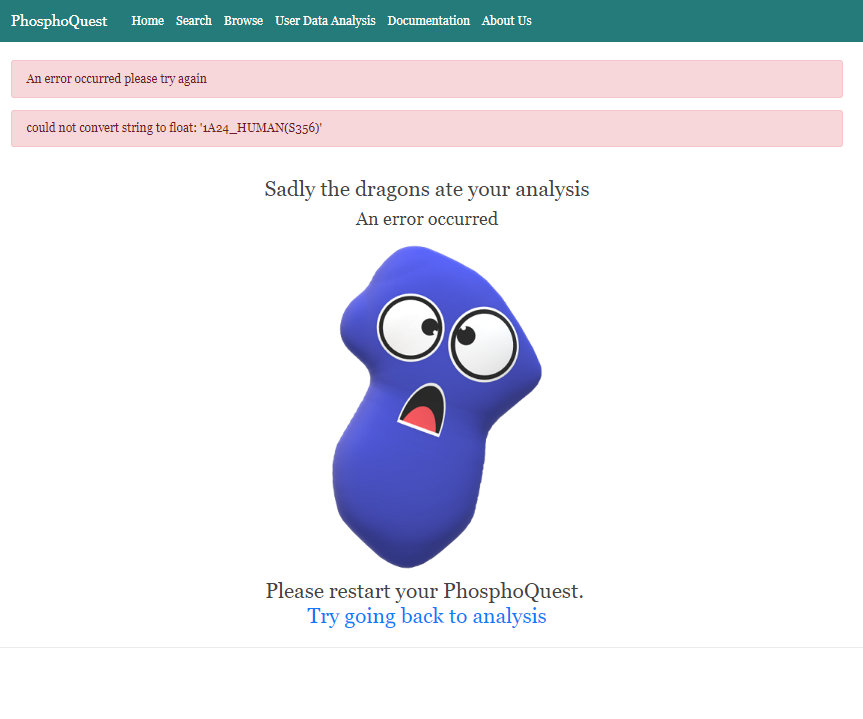 PhosphoQuest Home Search Browse User Data Analysis Documentation About Us
An error occurred please try again
could not convert string to float: '1A24_HUMAN(S356)'
Sadly the dragons ate your analysis
An error occurred
Please restart your PhosphoQuest.
Try going back to analysis